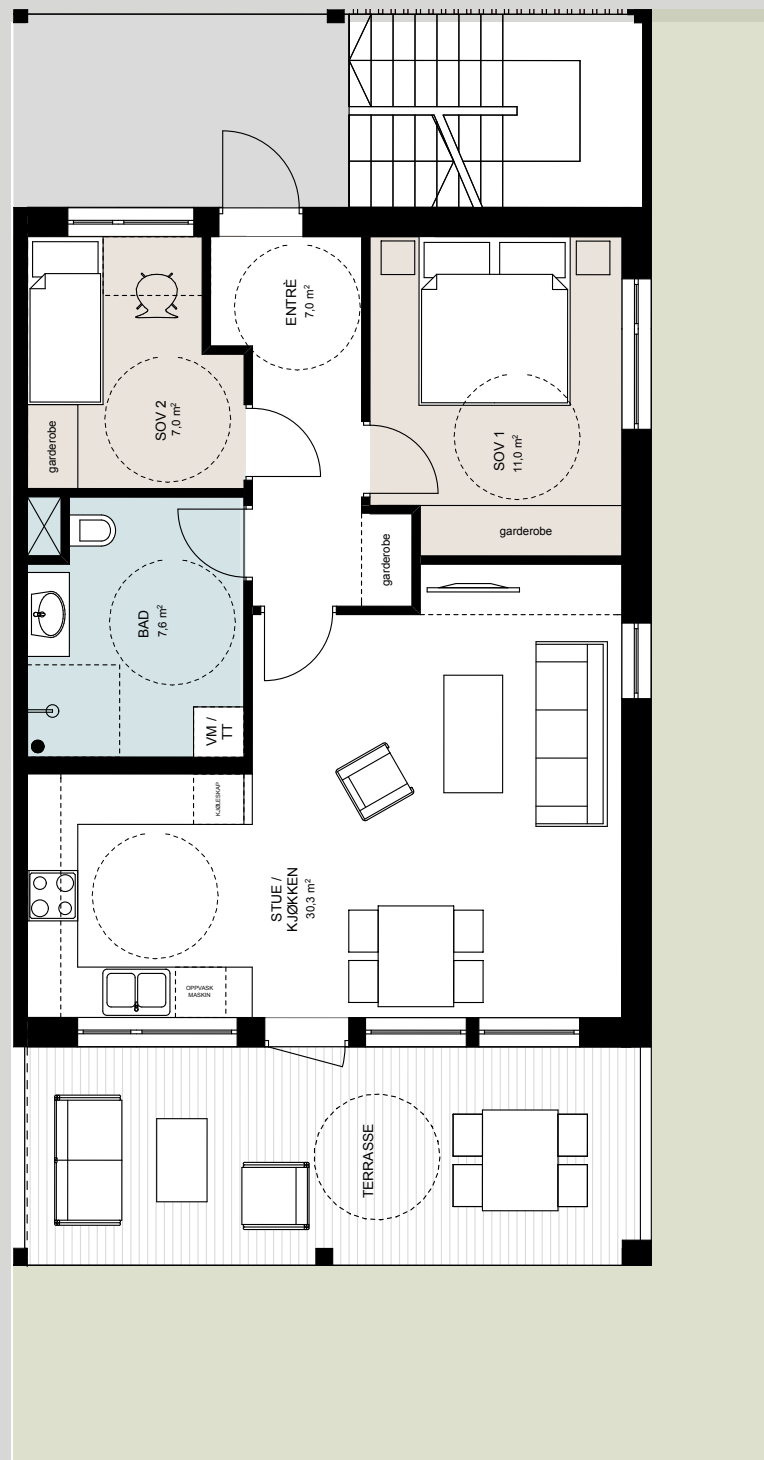 ENTRÈ
7,0 m²
SOV 2
7,0 m²
garderobe
SOV 1
11,0 m²
garderobe
garderobe
BAD
7,6 m²
VM /
TT
KJØLESKAP
STUE /
KJØKKEN
30,3 m²
OPPVASK
MASKIN
TERRASSE